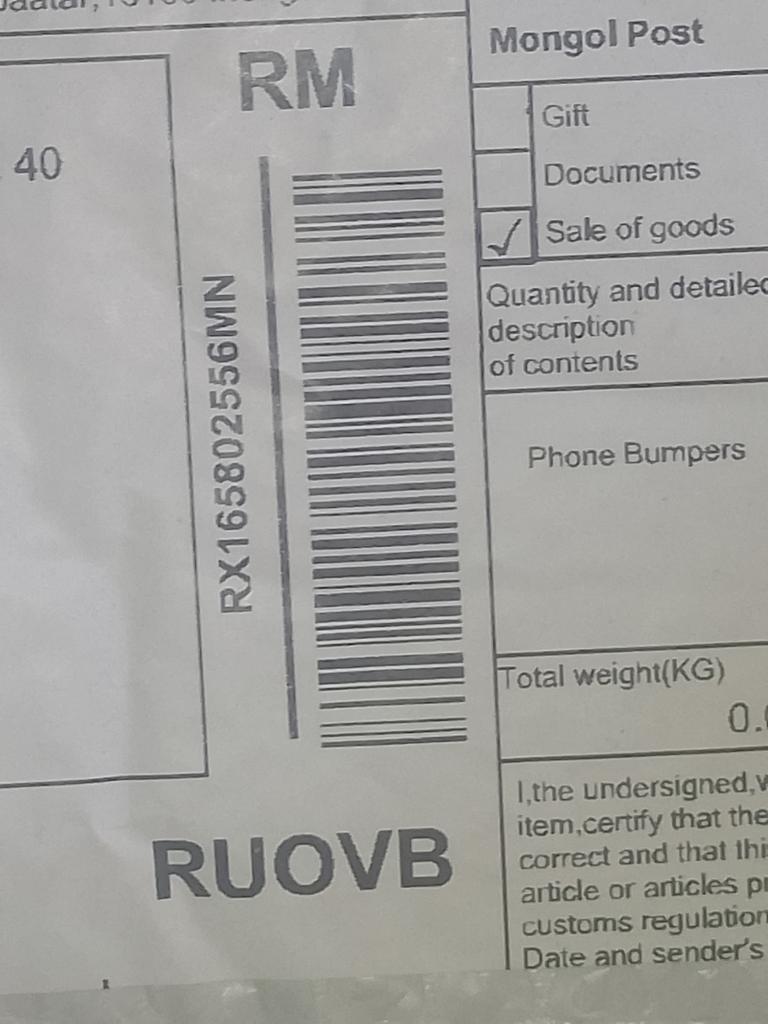 RM
40
RX165802556MN
RUOVB
Mongol Post
Gift
Documents
Sale of goods
Quantity and detailed
description
of contents
Phone Bumpers
Total weight(KG)
0.
I,the undersigned,
item,certify that the
correct and that thi
article or articles
customs regulation
Date and sender's